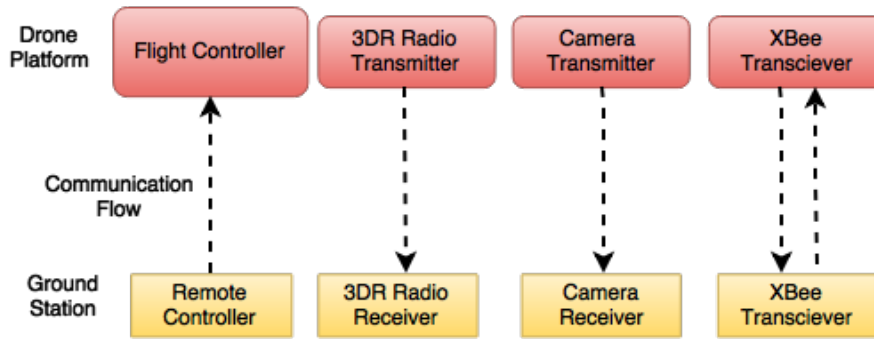 Drone
Platform
Flight Controller
3DR Radio
Transmitter
Camera
Transmitter
XBee
Transciever
Communication
Flow
Ground
Station
Remote
Controller
3DR Radio
Receiver
Camera
Receiver
XBee
Transciever